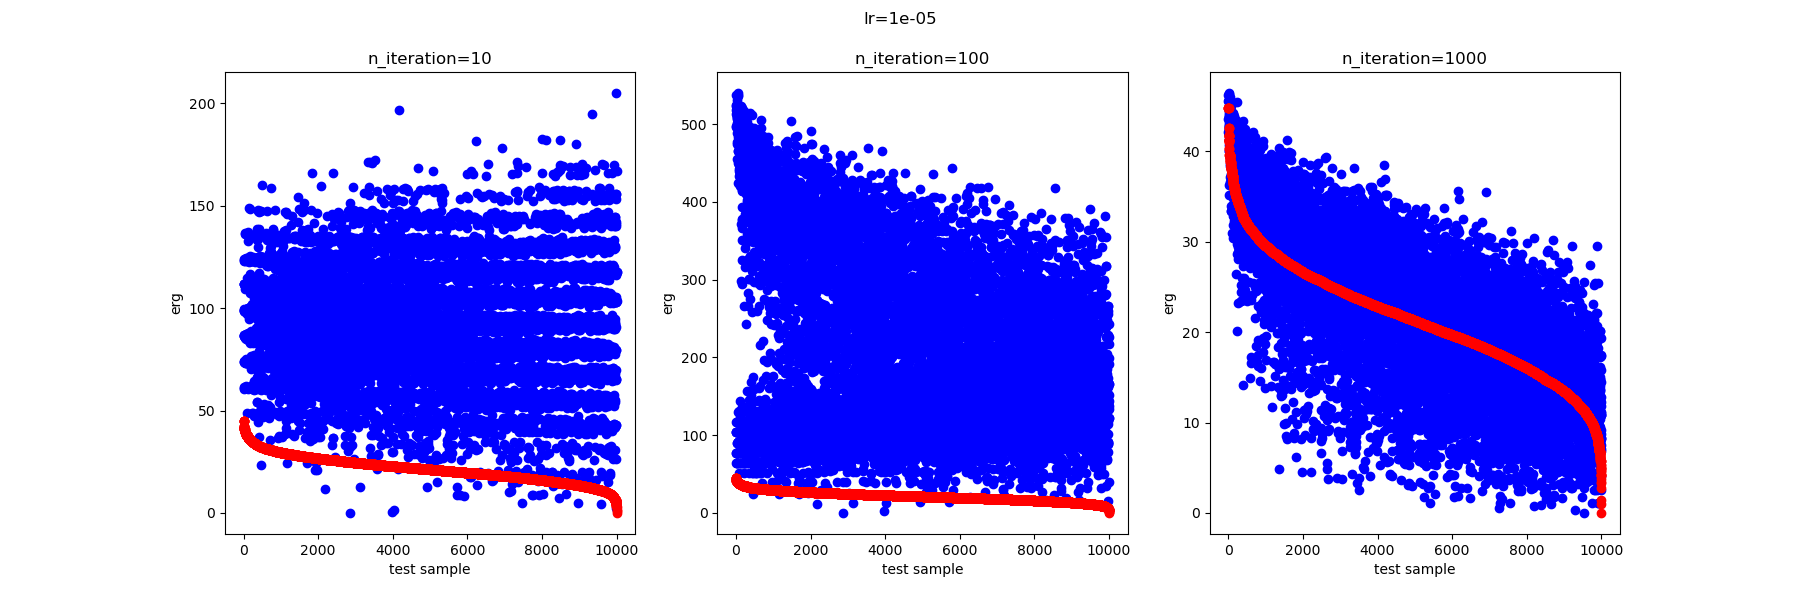 lr=1e-05
n_iteration=10
n_iteration=100
n_iteration=1000
200
150
100
50
0
erg
0 2000 4000 6000 8000 10000
test sample
500
400
300
200
100
0
erg
0 2000 4000 6000 8000 10000
test sample
40
30
20
10
0
erg
0 2000 4000 6000 8000 10000
test sample